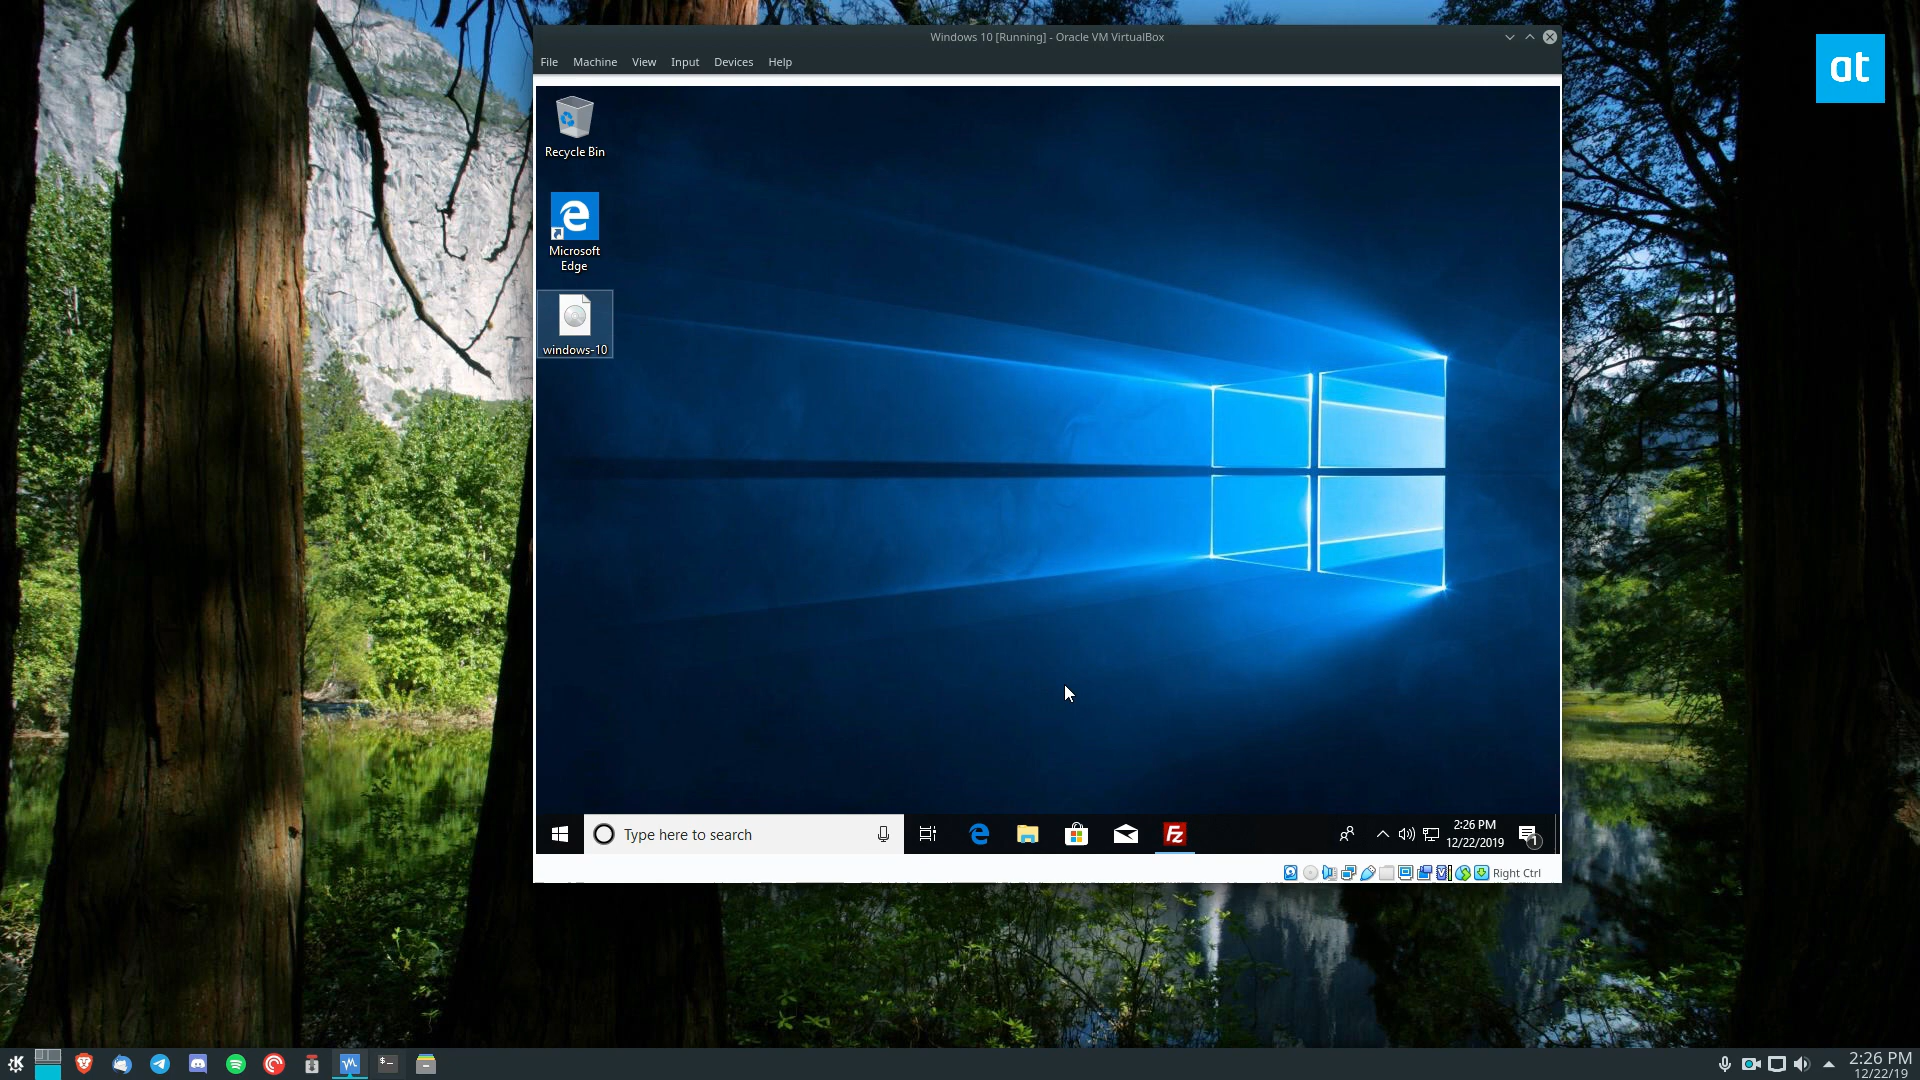 Windows 10 [Running] - Oracle VM VirtualBox
at
File Machine View Input Devices Help
Recycle Bin
Microsoft
Edge
windows-10
Type here to search
2:26 PM
12/22/2019
1
Right Ctrl
2:26 PM
12/22/19